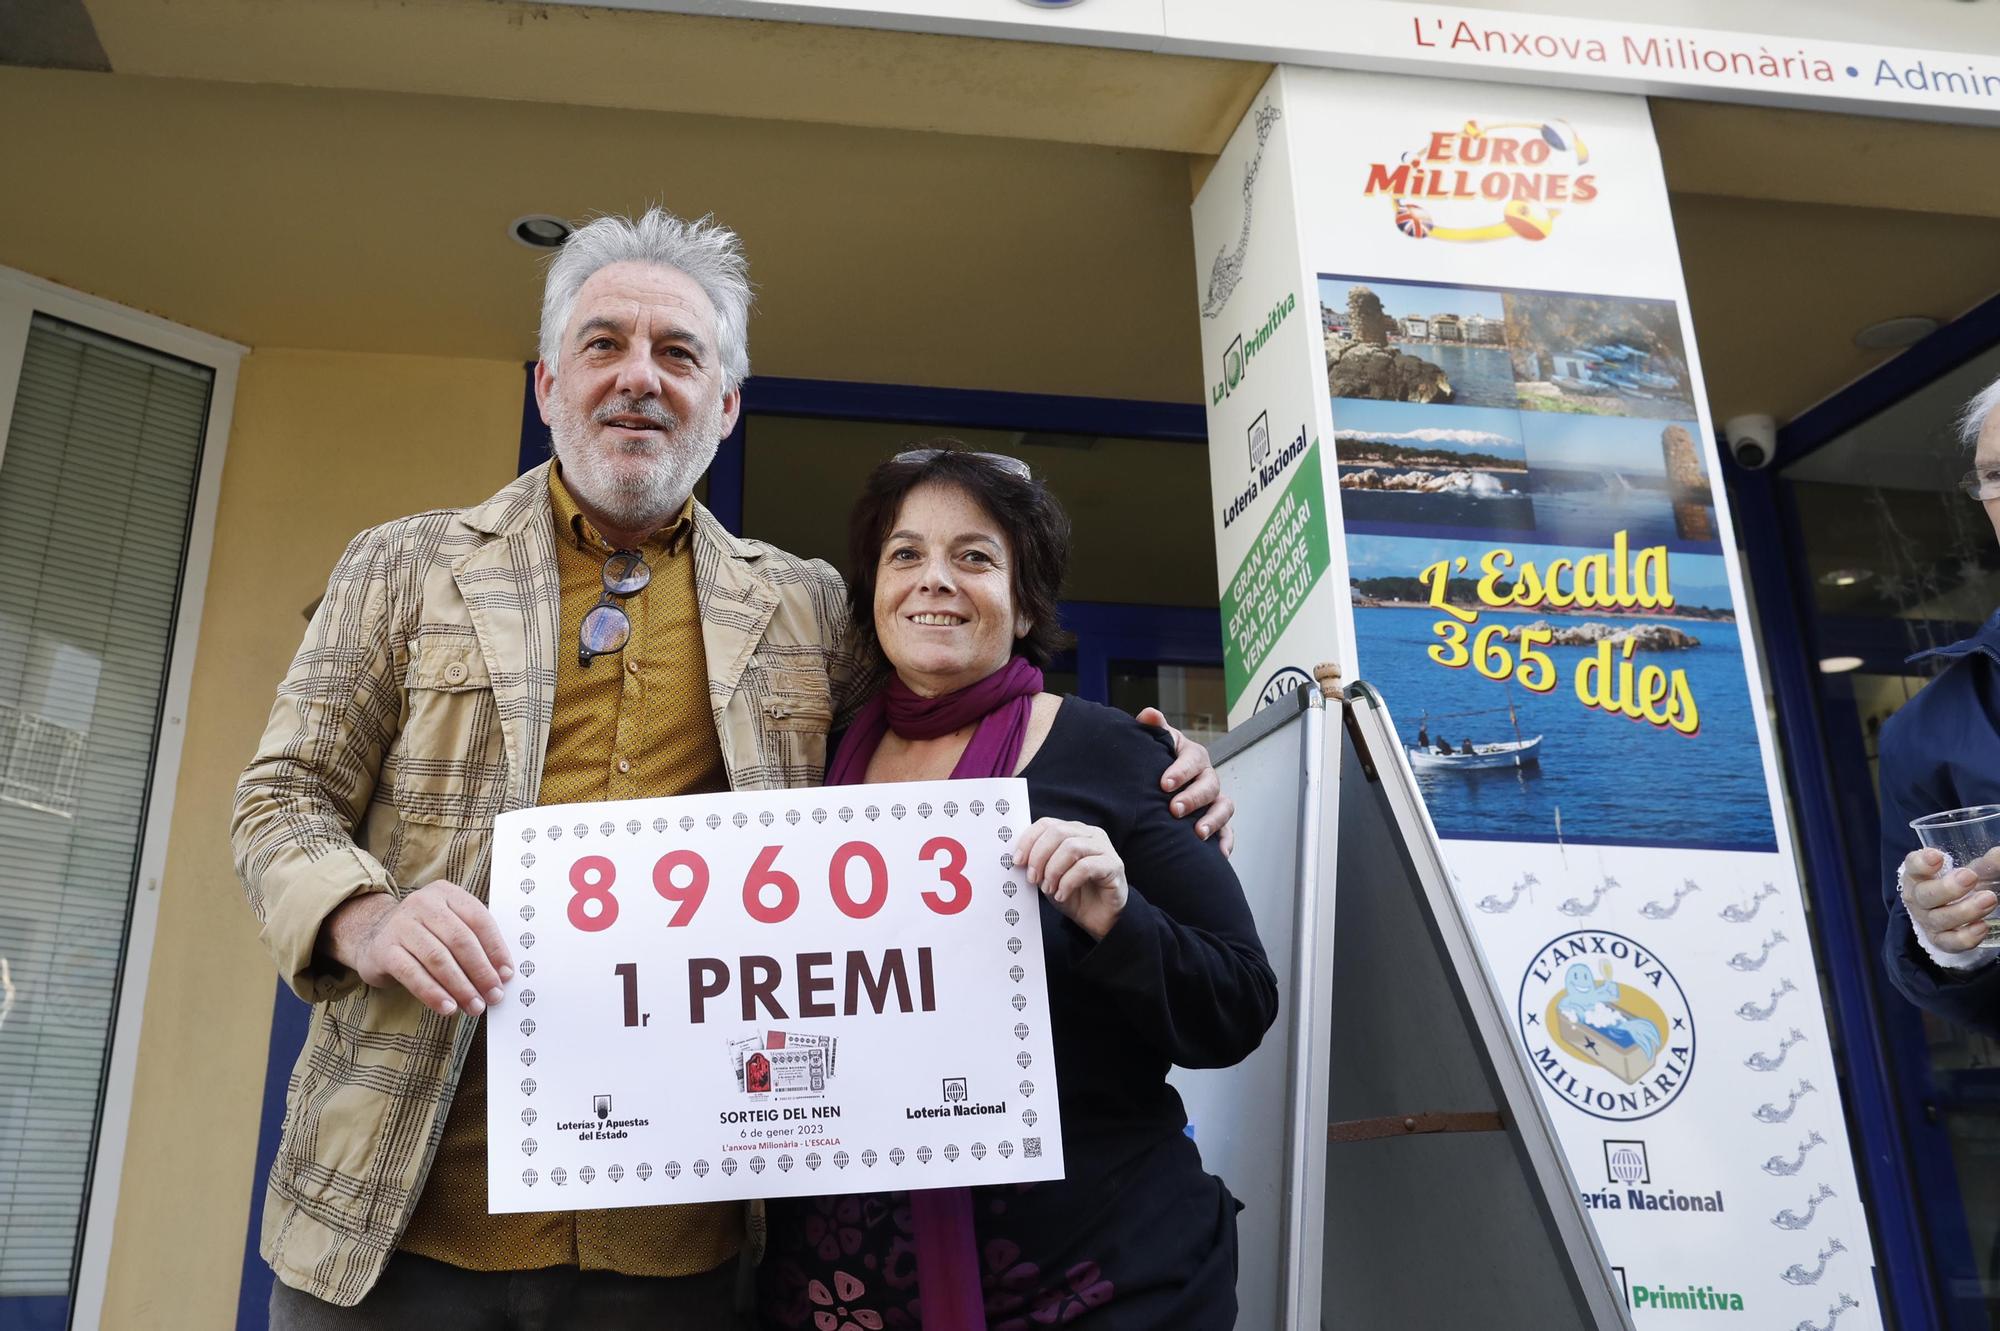 L'Anxova Milionària • Admin
EURO
MiLLONES
La Primitiva
Lotería Nacional
GRAN PREMI
EXTRAORDINARI
DIA DEL PARE
VENUT AQUÍ!
L'Escala
365 díes
89603
1r PREMI
Loterías y Apuestas
del Estado
SORTEIG DEL NEN
6 de gener 2023
L'anxova Milionària - L'ESCALA
Lotería Nacional
L'ANXOVA
MILIONÀRIA
ería Nacional
Primitiva